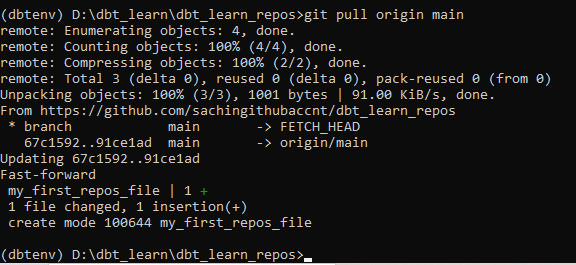 (dbtenv) D:\dbt_learn\dbt_learn_repos>git pull origin main
remote: Enumerating objects: 4, done.
remote: Counting objects: 100% (4/4), done.
remote: Compressing objects: 100% (2/2), done.
remote: Total 3 (delta 0), reused 0 (delta 0), pack-reused 0 (from 0)
Unpacking objects: 100% (3/3), 1001 bytes | 91.00 KiB/s, done.
From https://github.com/sachingithubaccnt/dbt_learn_repos
 * branch            main       -> FETCH_HEAD
   67c1592..91ce1ad  main       -> origin/main
Updating 67c1592..91ce1ad
Fast-forward
 my_first_repos_file | 1 +
 1 file changed, 1 insertion(+)
 create mode 100644 my_first_repos_file
(dbtenv) D:\dbt_learn\dbt_learn_repos>